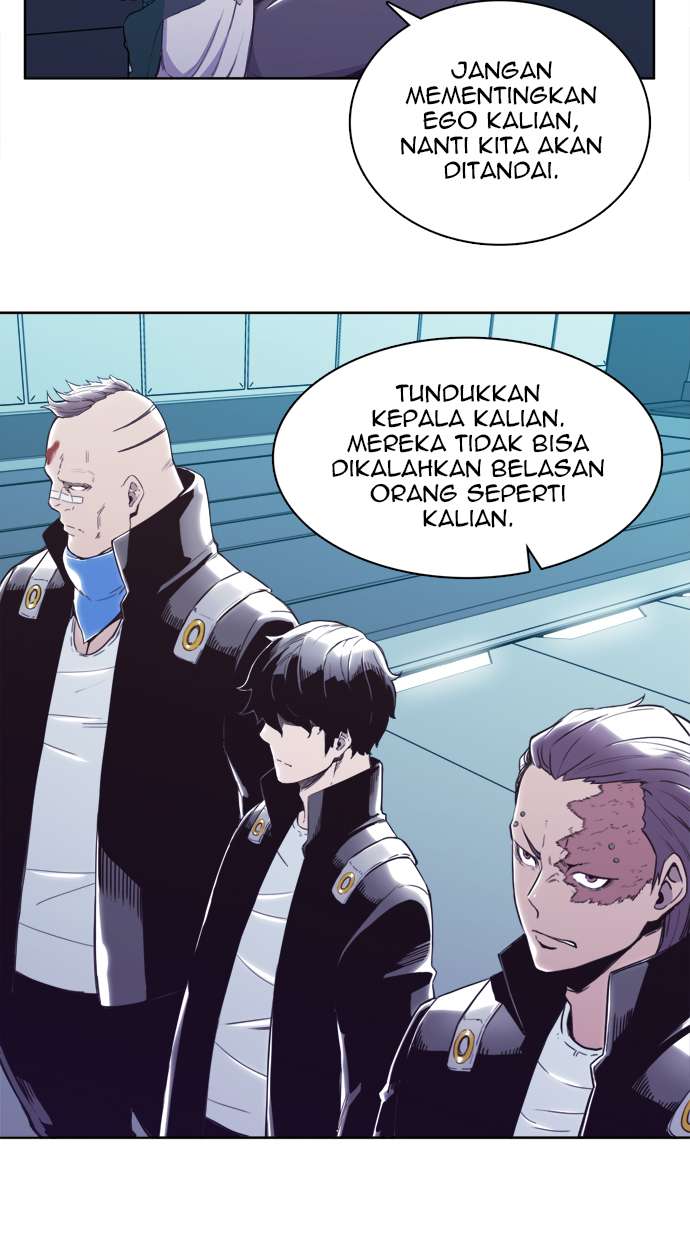 JANGAN
MEMENTINGKAN
EGO KALIAN,
NANTI KITA AKAN
DITANDAI.
TUNDUKKAN
KEPALA KALIAN.
MEREKA TIDAK BISA
DIKALAHKAN BELASAN
ORANG SEPERTI
KALIAN.